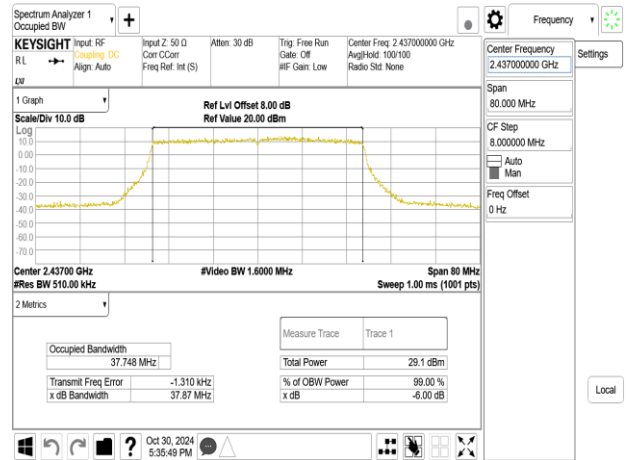 Spectrum Analyzer 1
Occupied BW
+
Frequency
KEYSIGHT
R L
LXI
Input: RF
Coupling: DC
Align: Auto
Input Z: 50 Ω
Corr CCorr
Freq Ref: Int (S)
Atten: 30 dB
Trig: Free Run
Gate: Off
#IF Gain: Low
Center Freq: 2.437000000 GHz
Avg|Hold: 100/100
Radio Std: None
Center Frequency
2.437000000 GHz
Settings
Span
80.000 MHz
CF Step
8.000000 MHz
Auto
Man
Freq Offset
0 Hz
Local
1 Graph
Scale/Div 10.0 dB
Ref Lvl Offset 8.00 dB
Ref Value 20.00 dBm
Log
10.0
0.00
-10.0
-20.0
-30.0
-40.0
-50.0
-60.0
-70.0
Center 2.43700 GHz
#Video BW 1.6000 MHz
Span 80 MHz
#Res BW 510.00 kHz
Sweep 1.00 ms (1001 pts)
2 Metrics
Measure Trace
Trace 1
Occupied Bandwidth
37.748 MHz
Total Power
29.1 dBm
Transmit Freq Error
-1.310 kHz
% of OBW Power
99.00 %
x dB Bandwidth
37.87 MHz
x dB
-6.00 dB
?
Oct 30, 2024
5:35:49 PM